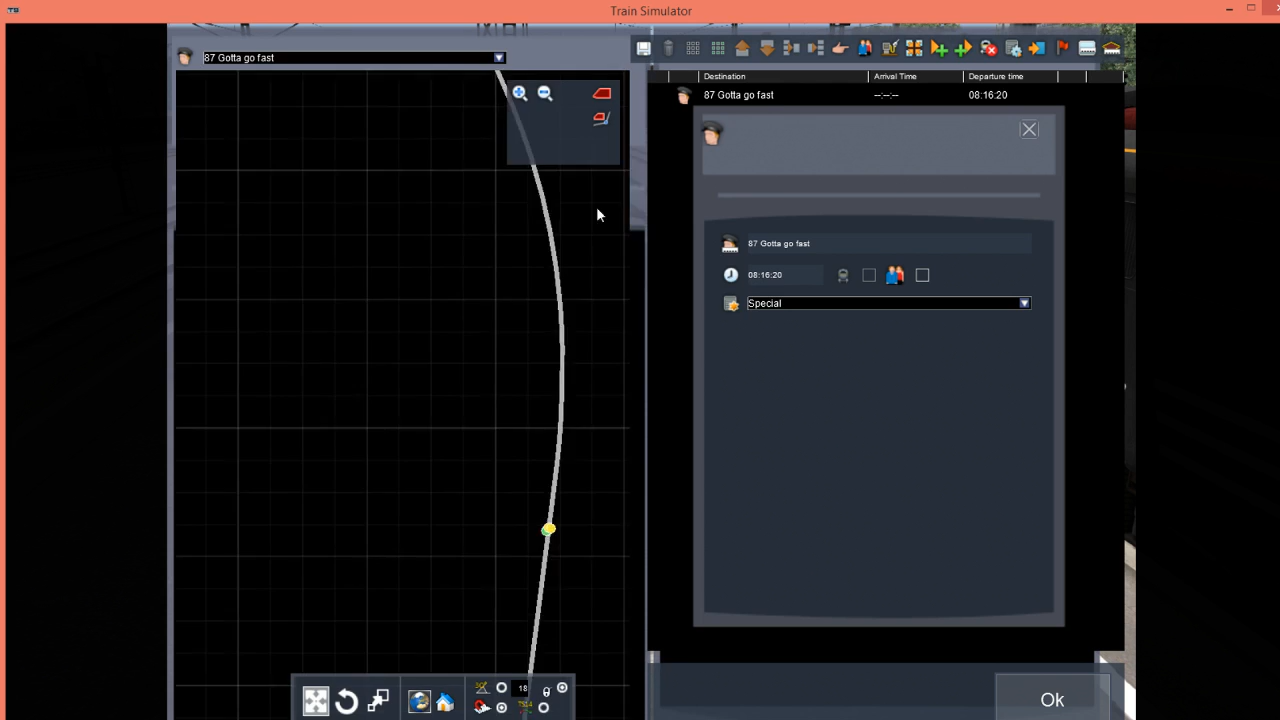 Train Simulator
87 Gotta go fast
Destination Arrival Time Departure time
87 Gotta go fast --:--:-- 08:16:20
87 Gotta go fast
08:16:20
Special
18
Ok